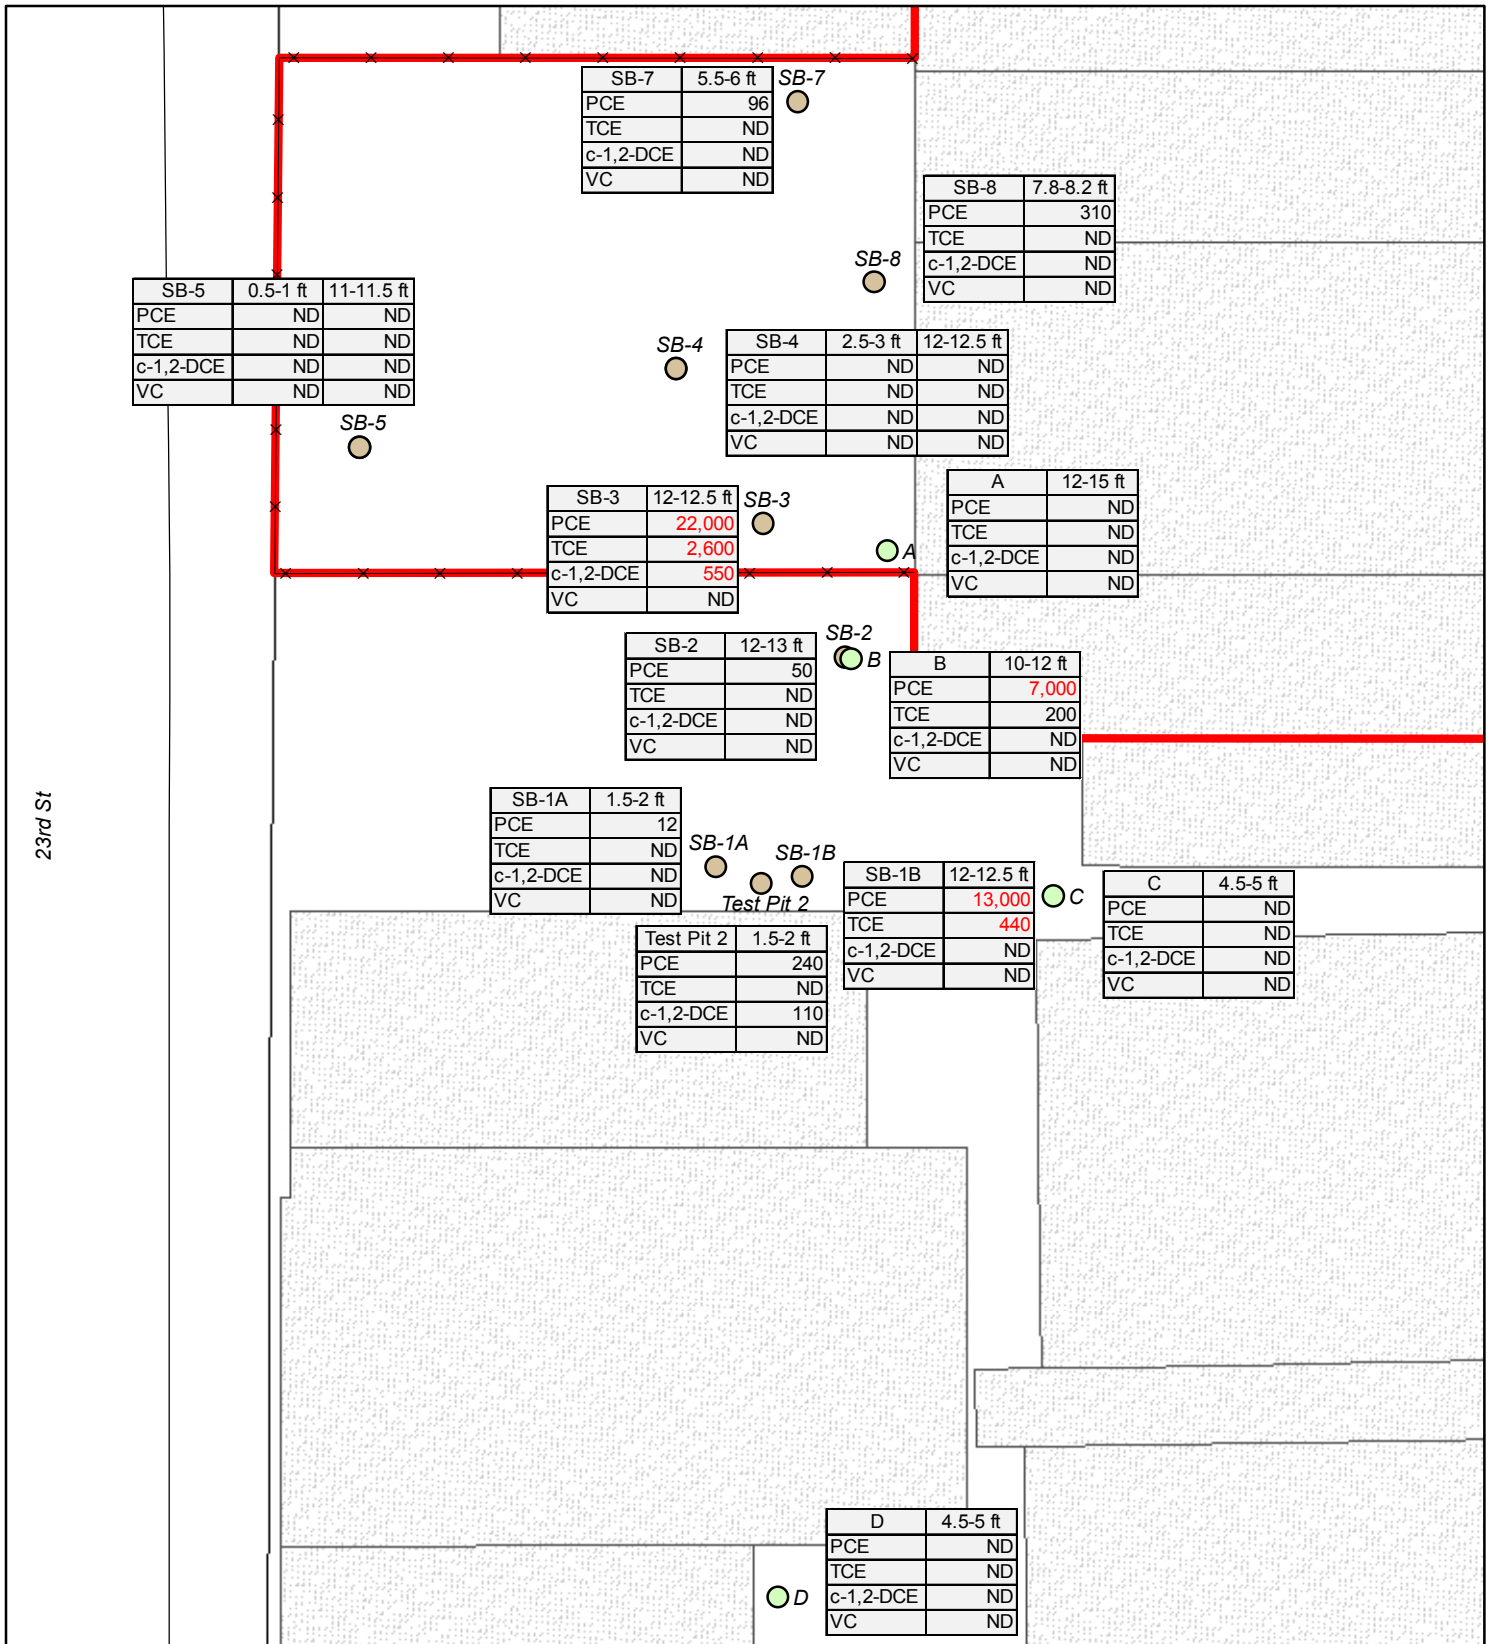 SB-7 5.5-6 ft
PCE 96
TCE ND
c-1,2-DCE ND
VC ND
SB-7
SB-8 7.8-8.2 ft
PCE 310
TCE ND
c-1,2-DCE ND
VC ND
SB-8
SB-5 0.5-1 ft 11-11.5 ft
PCE ND ND
TCE ND ND
c-1,2-DCE ND ND
VC ND ND
SB-5
SB-4
SB-4 2.5-3 ft 12-12.5 ft
PCE ND ND
TCE ND ND
c-1,2-DCE ND ND
VC ND ND
A 12-15 ft
PCE ND
TCE ND
c-1,2-DCE ND
VC ND
SB-3 12-12.5 ft
PCE 22,000
TCE 2,600
c-1,2-DCE 550
VC ND
SB-3
A
SB-2 12-13 ft
PCE 50
TCE ND
c-1,2-DCE ND
VC ND
SB-2
B
B 10-12 ft
PCE 7,000
TCE 200
c-1,2-DCE ND
VC ND
23rd St
SB-1A 1.5-2 ft
PCE 12
TCE ND
c-1,2-DCE ND
VC ND
SB-1A
SB-1B
Test Pit 2
SB-1B 12-12.5 ft
PCE 13,000
TCE 440
c-1,2-DCE ND
VC ND
C
C 4.5-5 ft
PCE ND
TCE ND
c-1,2-DCE ND
VC ND
Test Pit 2 1.5-2 ft
PCE 240
TCE ND
c-1,2-DCE 110
VC ND
D 4.5-5 ft
PCE ND
TCE ND
c-1,2-DCE ND
VC ND
D